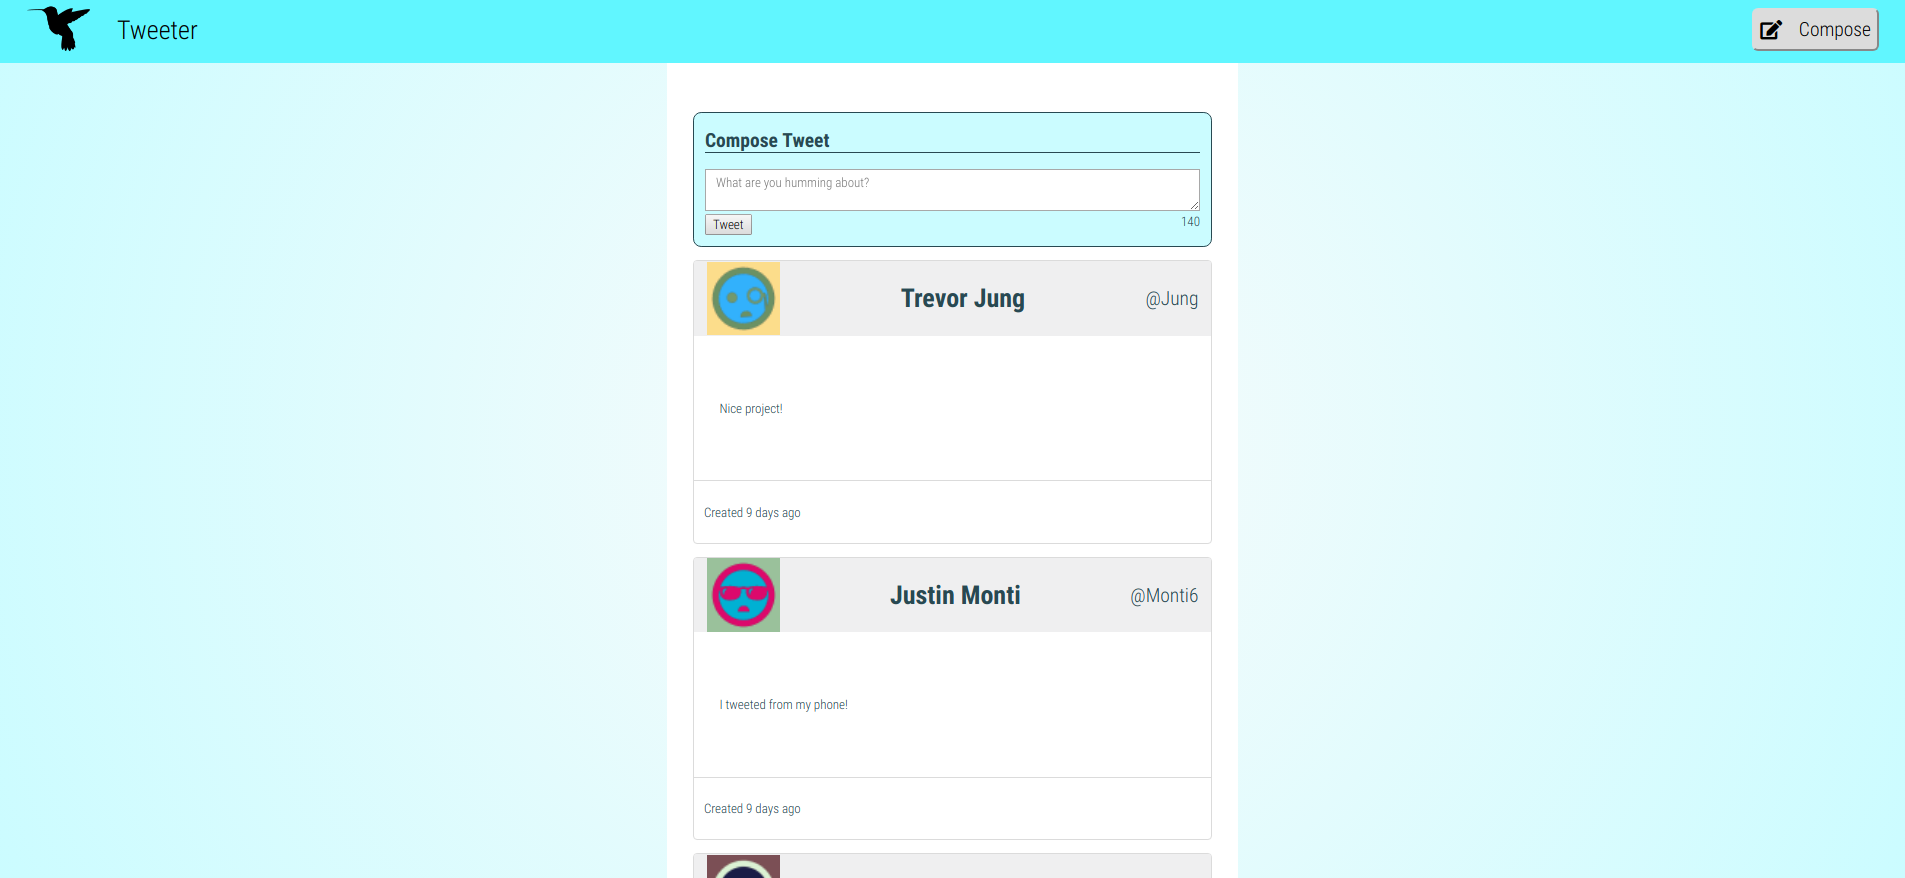 Tweeter
Compose
Compose Tweet
What are you humming about?
Tweet
140
Trevor Jung
@Jung
Nice project!
Created 9 days ago
Justin Monti
@Monti6
I tweeted from my phone!
Created 9 days ago